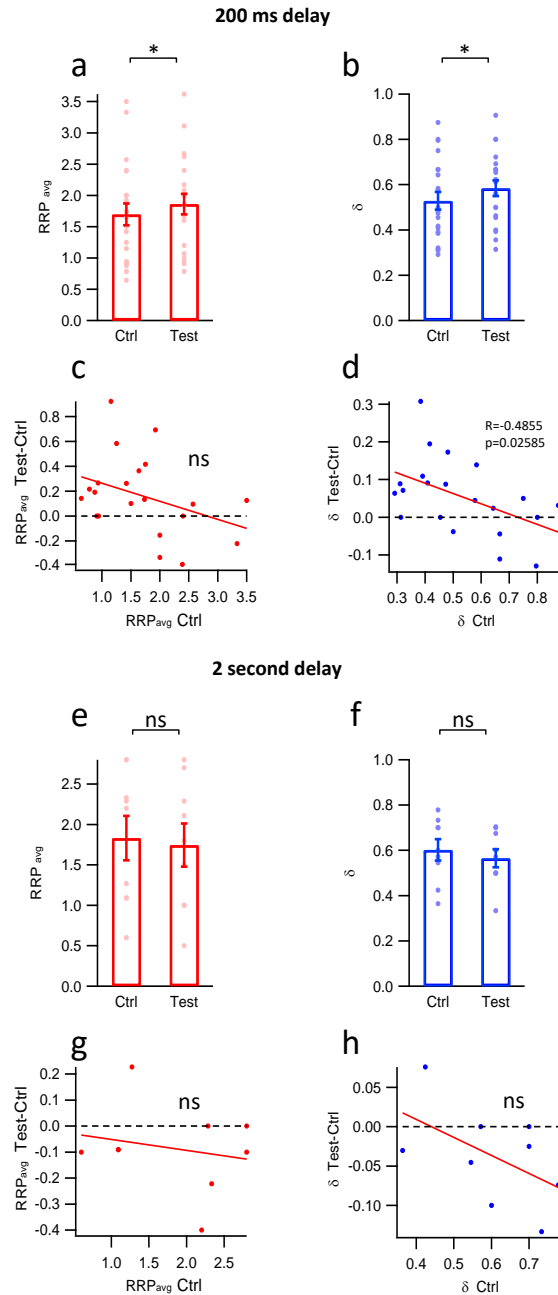 200 ms delay
a
*
RRP avg
3.5
3.0
2.5
2.0
1.5
1.0
0.5
0.0
Ctrl
Test
b
*
δ
1.0
0.8
0.6
0.4
0.2
0.0
Ctrl
Test
c
ns
RRPavg Test-Ctrl
0.8
0.6
0.4
0.2
0.0
-0.2
-0.4
1.0 1.5 2.0 2.5 3.0 3.5
RRPavg Ctrl
d
R=-0.4855
p=0.02585
δ Test-Ctrl
0.3
0.2
0.1
0.0
-0.1
0.3 0.4 0.5 0.6 0.7 0.8
δ Ctrl
2 second delay
e
ns
RRP avg
2.5
2.0
1.5
1.0
0.5
0.0
Ctrl
Test
f
ns
δ
1.0
0.8
0.6
0.4
0.2
0.0
Ctrl
Test
g
ns
RRPavg Test-Ctrl
0.2
0.1
0.0
-0.1
-0.2
-0.3
-0.4
1.0 1.5 2.0 2.5
RRPavg Ctrl
h
ns
δ Test-Ctrl
0.05
0.00
-0.05
-0.10
0.4 0.5 0.6 0.7
δ Ctrl